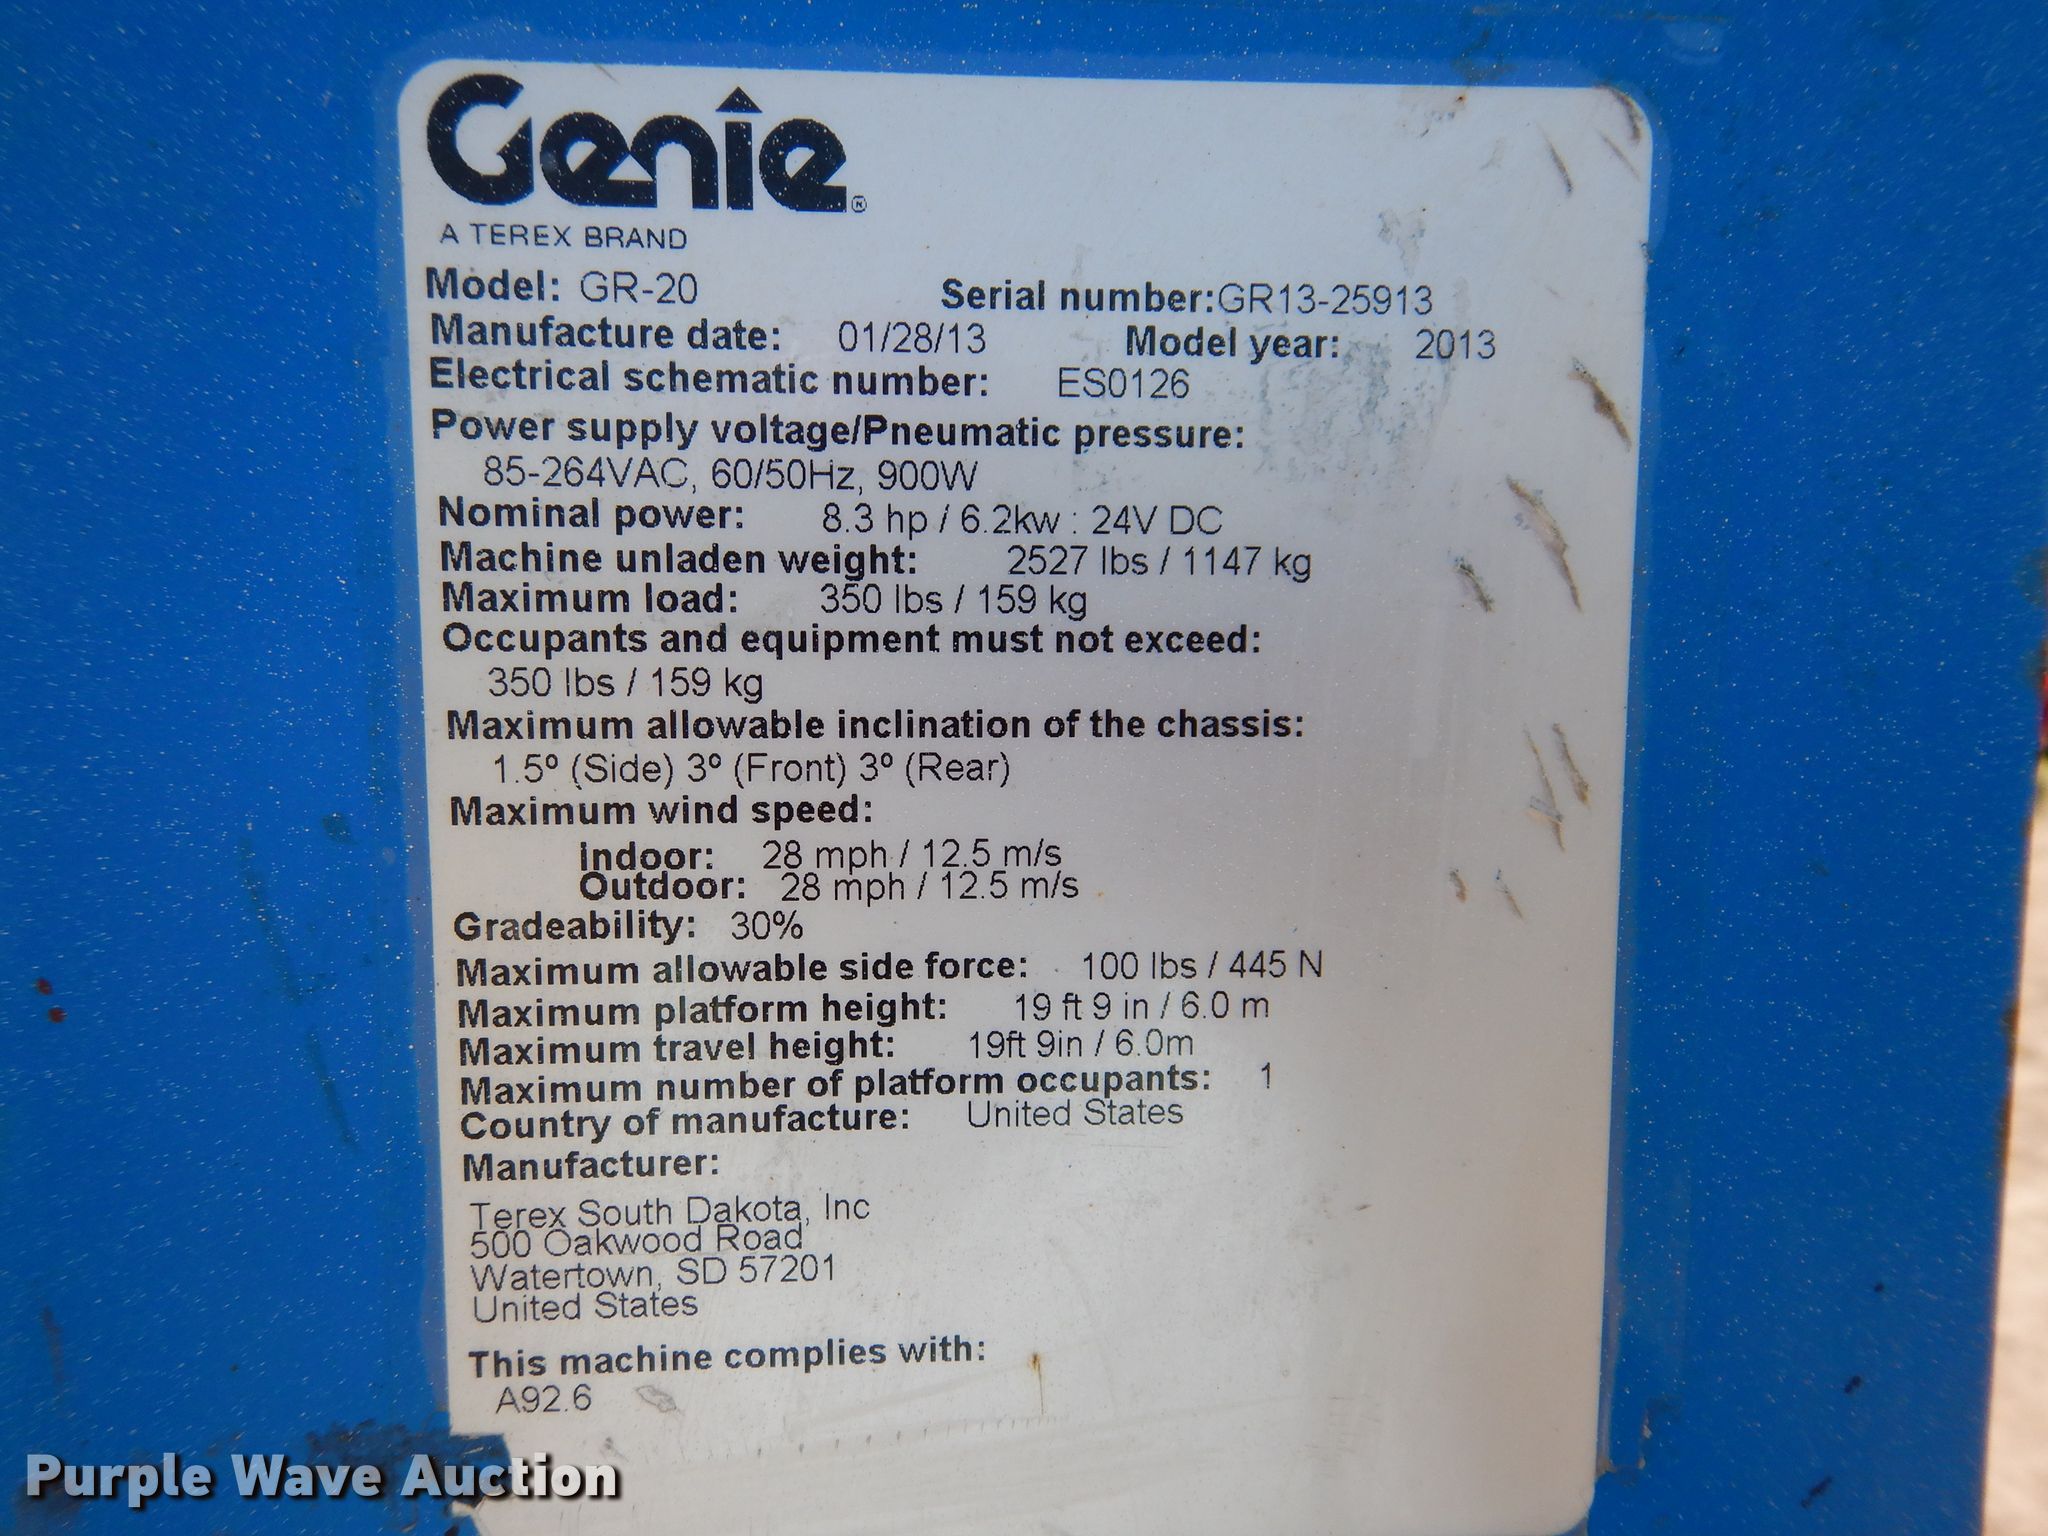 Genie®
A TEREX BRAND
Model: GR-20 Serial number:GR13-25913
Manufacture date: 01/28/13 Model year: 2013
Electrical schematic number: ES0126
Power supply voltage/Pneumatic pressure:
85-264VAC, 60/50Hz, 900W
Nominal power: 8.3 hp / 6.2kw : 24V DC
Machine unladen weight: 2527 lbs / 1147 kg
Maximum load: 350 lbs / 159 kg
Occupants and equipment must not exceed:
350 lbs / 159 kg
Maximum allowable inclination of the chassis:
1.5º (Side) 3º (Front) 3º (Rear)
Maximum wind speed:
Indoor: 28 mph / 12.5 m/s
Outdoor: 28 mph / 12.5 m/s
Gradeability: 30%
Maximum allowable side force: 100 lbs / 445 N
Maximum platform height: 19 ft 9 in / 6.0 m
Maximum travel height: 19ft 9in / 6.0m
Maximum number of platform occupants: 1
Country of manufacture: United States
Manufacturer:
Terex South Dakota, Inc
500 Oakwood Road
Watertown, SD 57201
United States
This machine complies with:
A92.6
Purple Wave Auction